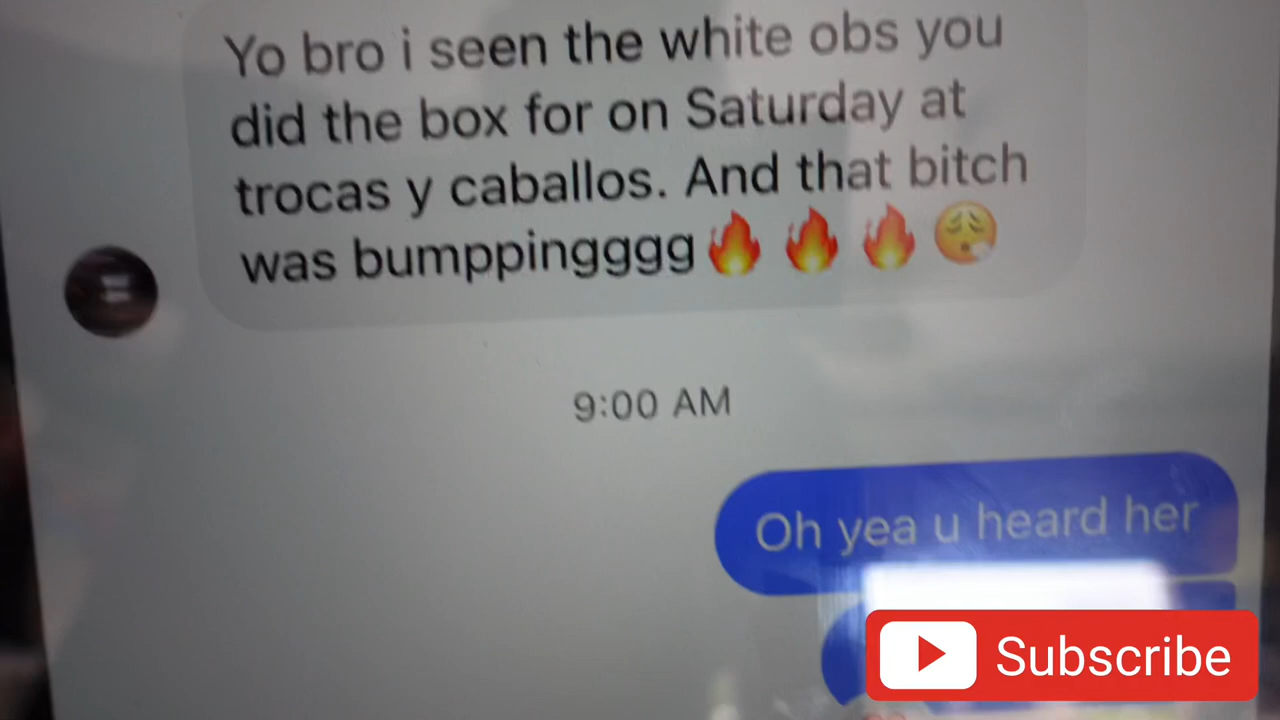 Yo bro i seen the white obs you
did the box for on Saturday at
trocas y caballos. And that bitch
was bumppingggg🔥🔥🔥😮‍💨
9:00 AM
Oh yea u heard her
Subscribe